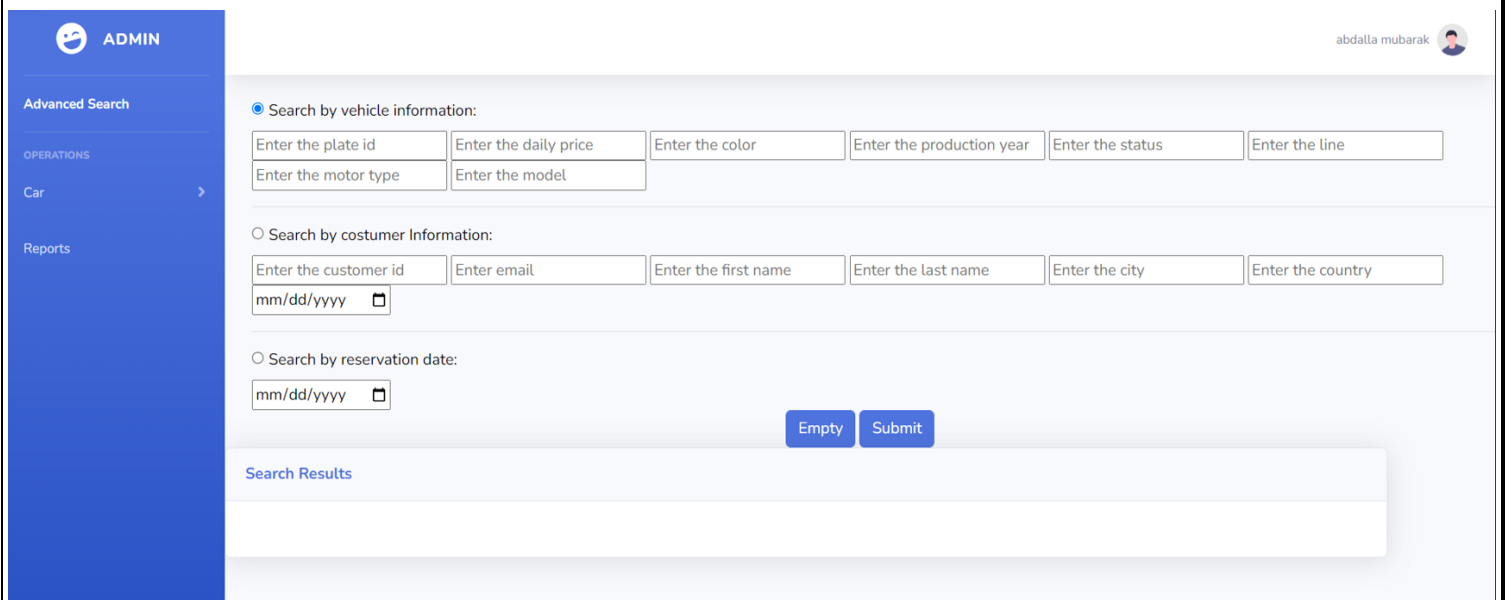 ADMIN
abdalla mubarak
Advanced Search
OPERATIONS
Car
Reports
Search by vehicle information:
Enter the plate id Enter the daily price Enter the color Enter the production year Enter the status Enter the line
Enter the motor type Enter the model
Search by costumer Information:
Enter the customer id Enter email Enter the first name Enter the last name Enter the city Enter the country
mm/dd/yyyy
Search by reservation date:
mm/dd/yyyy
Empty Submit
Search Results